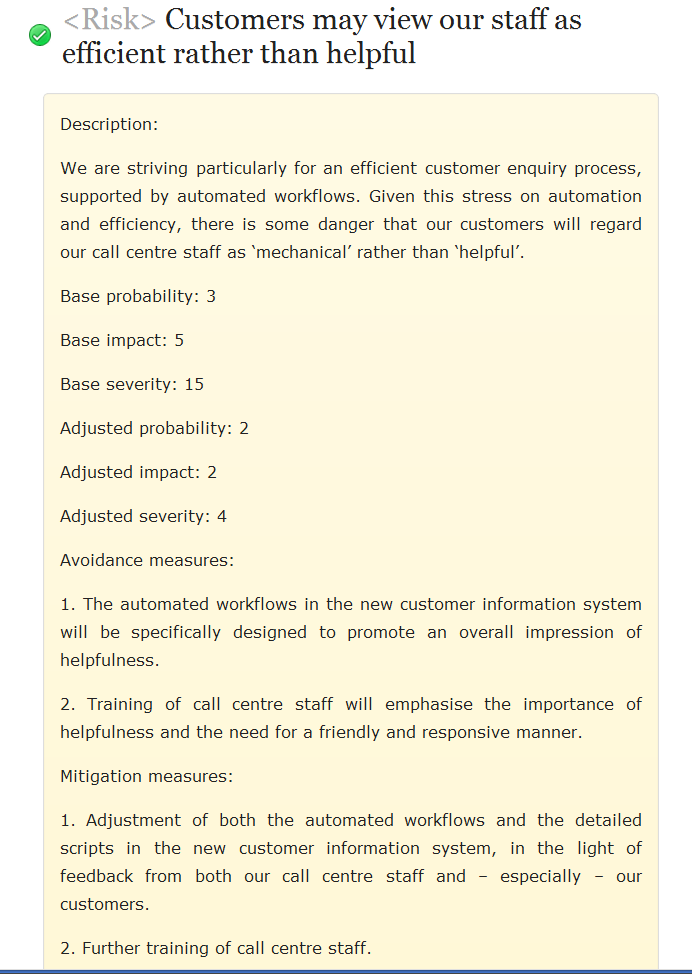 <Risk> Customers may view our staff as
efficient rather than helpful
Description:
We are striving particularly for an efficient customer enquiry process,
supported by automated workflows. Given this stress on automation
and efficiency, there is some danger that our customers will regard
our call centre staff as ‘mechanical’ rather than ‘helpful’.
Base probability: 3
Base impact: 5
Base severity: 15
Adjusted probability: 2
Adjusted impact: 2
Adjusted severity: 4
Avoidance measures:
1. The automated workflows in the new customer information system
will be specifically designed to promote an overall impression of
helpfulness.
2. Training of call centre staff will emphasise the importance of
helpfulness and the need for a friendly and responsive manner.
Mitigation measures:
1. Adjustment of both the automated workflows and the detailed
scripts in the new customer information system, in the light of
feedback from both our call centre staff and – especially – our
customers.
2. Further training of call centre staff.